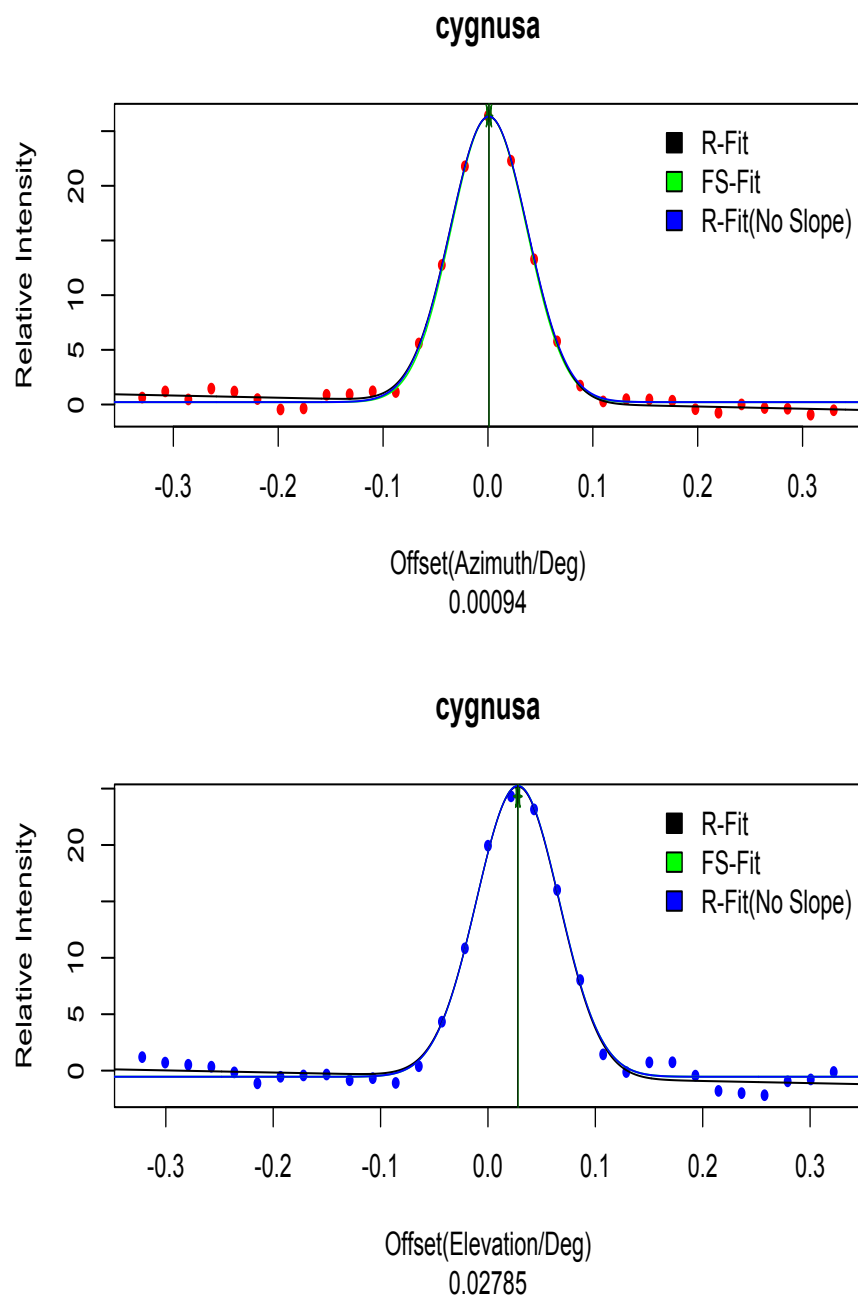 cygnusa
Relative Intensity
20
10
5
0
R-Fit
FS-Fit
R-Fit(No Slope)
-0.3 -0.2 -0.1 0.0 0.1 0.2 0.3
Offset(Azimuth/Deg)
0.00094
cygnusa
Relative Intensity
20
10
5
0
R-Fit
FS-Fit
R-Fit(No Slope)
-0.3 -0.2 -0.1 0.0 0.1 0.2 0.3
Offset(Elevation/Deg)
0.02785